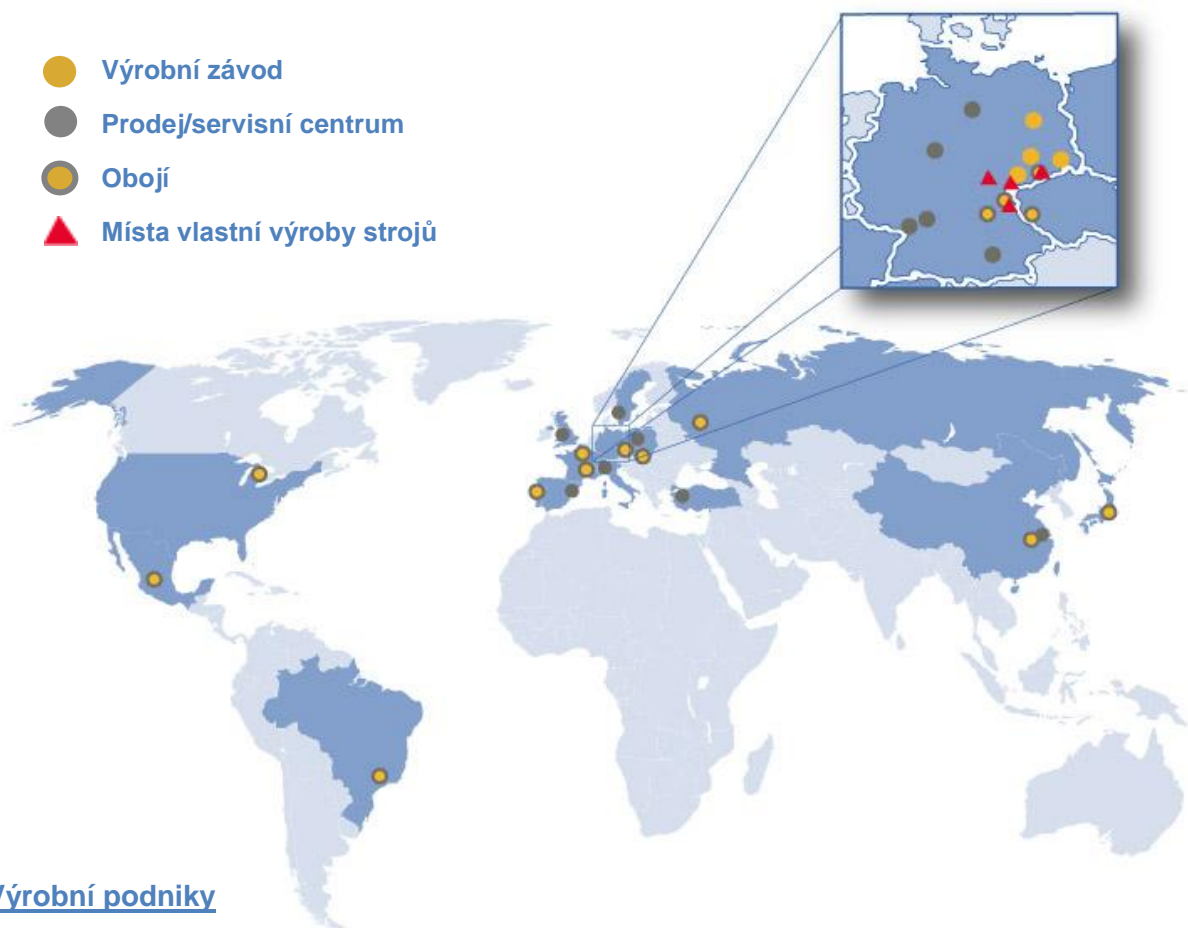 Výrobní závod
Prodej/servisní centrum
Obojí
Místa vlastní výroby strojů
Výrobní podniky